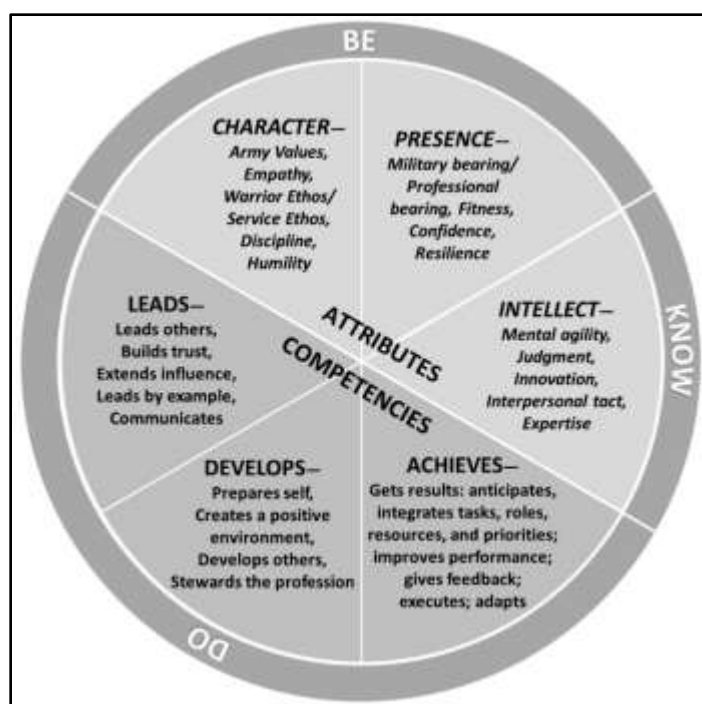 BE
CHARACTER—
Army Values,
Empathy,
Warrior Ethos/
Service Ethos,
Discipline,
Humility
PRESENCE—
Military bearing/
Professional
bearing, Fitness,
Confidence,
Resilience
KNOW
INTELLECT—
Mental agility,
Judgment,
Innovation,
Interpersonal tact,
Expertise
ATTRIBUTES
COMPETENCIES
LEADS—
Leads others,
Builds trust,
Extends influence,
Leads by example,
Communicates
DEVELOPS—
Prepares self,
Creates a positive
environment,
Develops others,
Stewards the profession
ACHIEVES—
Gets results: anticipates,
integrates tasks, roles,
resources, and priorities;
improves performance;
gives feedback;
executes; adapts
DO